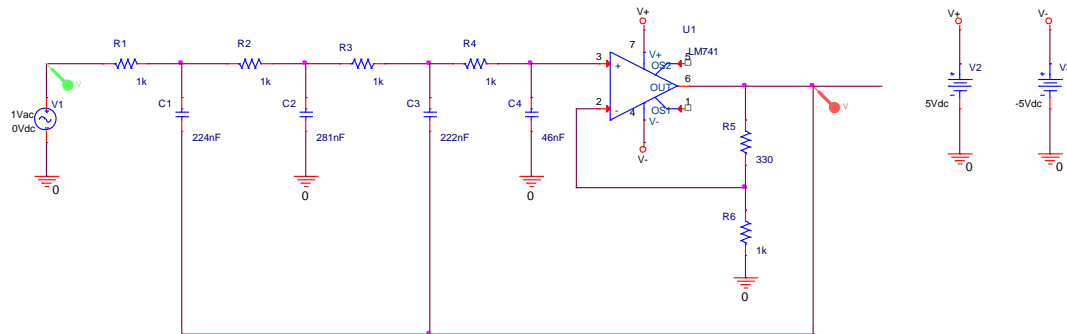 V+
V-
U1
R1
R2
R3
R4
7
5
LM741
V+
OS2
3
+
V2
1k
1k
1k
1k
6
OUT
V
V1
C1
C2
C3
C4
2
-
1
OS1
4
V-
V
1Vac
0Vdc
5Vdc
-5Vdc
224nF
281nF
222nF
46nF
R5
V-
330
0
0
0
0
0
R6
1k
0